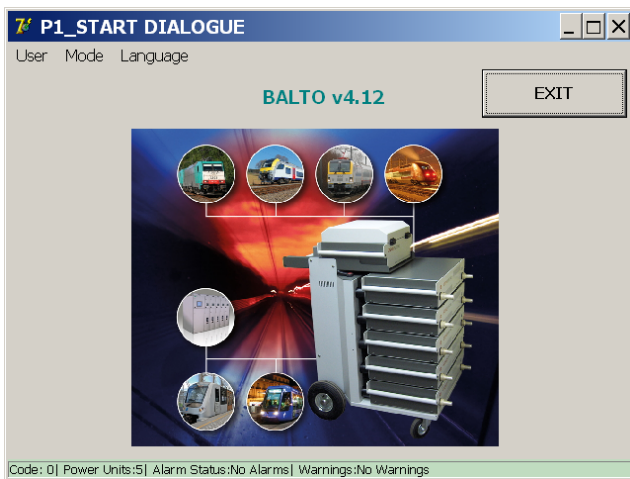 P1_START DIALOGUE
User Mode Language
BALTO v4.12
EXIT
Code: 0| Power Units:5| Alarm Status:No Alarms| Warnings:No Warnings